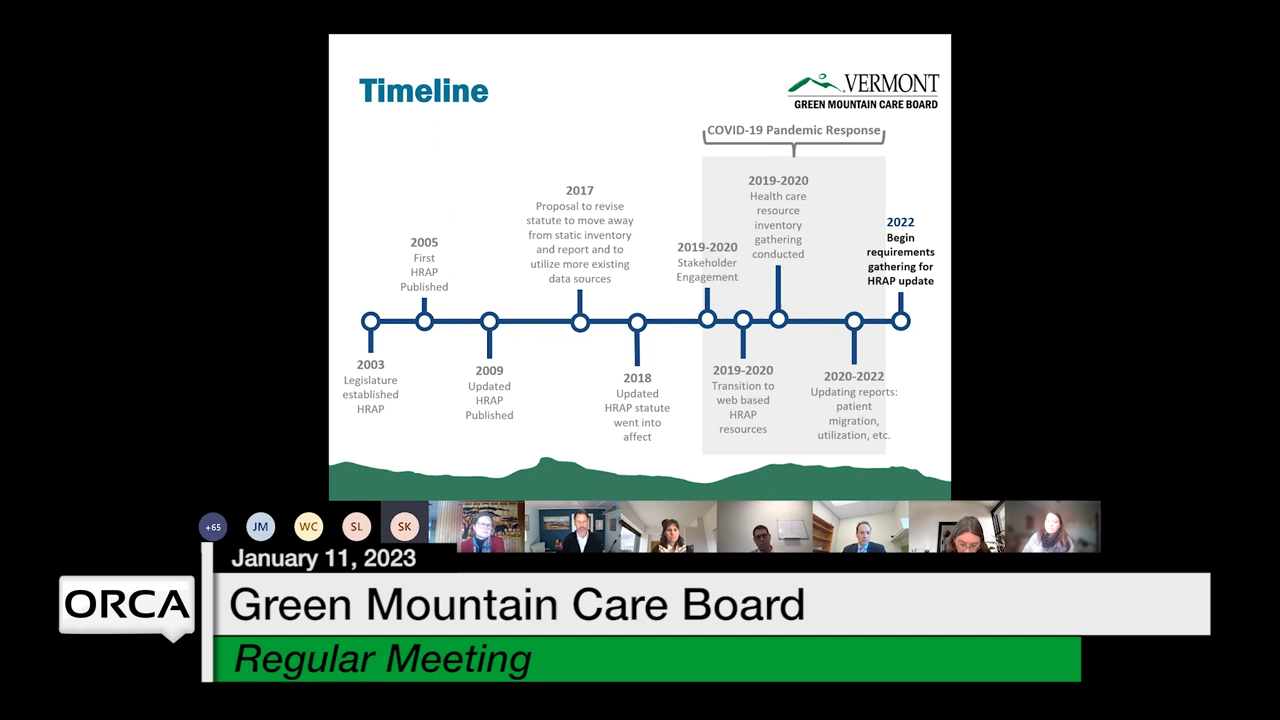 Timeline
VERMONT
GREEN MOUNTAIN CARE BOARD
COVID-19 Pandemic Response
2003
Legislature
established
HRAP
2005
First
HRAP
Published
2009
Updated
HRAP
Published
2017
Proposal to revise
statute to move away
from static inventory
and report and to
utilize more existing
data sources
2018
Updated
HRAP statute
went into
affect
2019-2020
Stakeholder
Engagement
2019-2020
Transition to
web based
HRAP
resources
2019-2020
Health care
resource
inventory
gathering
conducted
2020-2022
Updating reports:
patient
migration,
utilization, etc.
2022
Begin
requirements
gathering for
HRAP update
+65
JM
WC
SL
SK
January 11, 2023
ORCA
Green Mountain Care Board
Regular Meeting